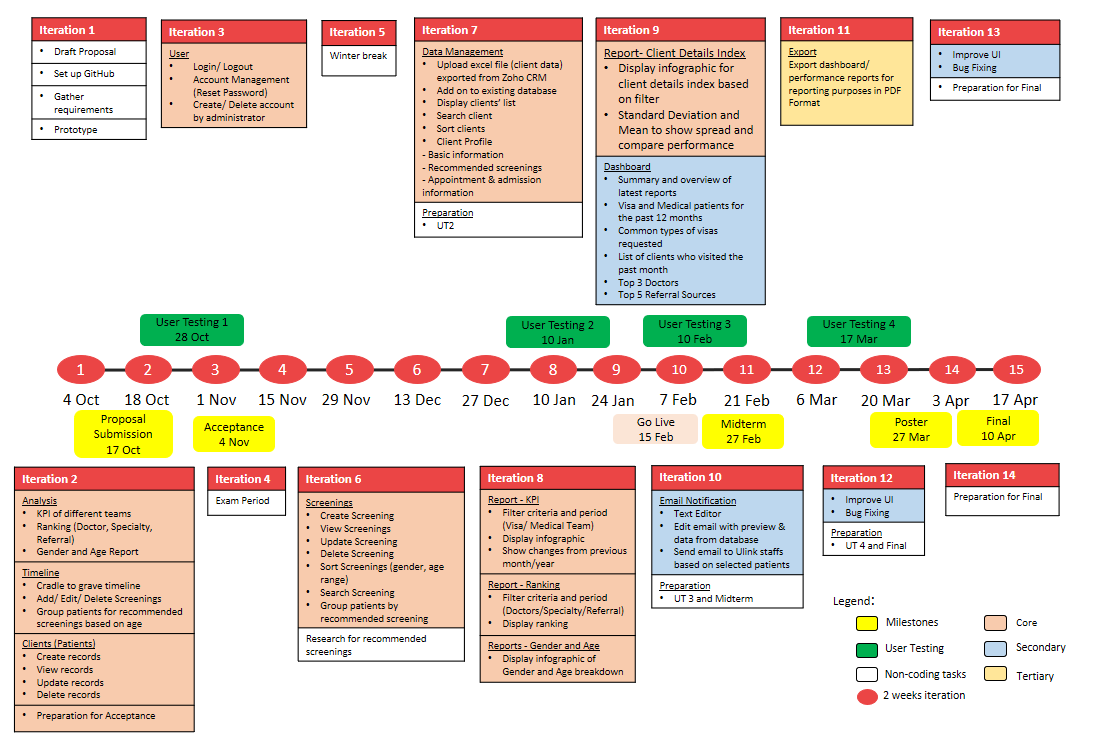 Iteration 1
• Draft Proposal
• Set up GitHub
• Gather
requirements
• Prototype
Iteration 3
User
• Login/ Logout
• Account Management
(Reset Password)
• Create/ Delete account
by administrator
Iteration 5
Winter break
Iteration 7
Data Management
• Upload excel file (client data)
exported from Zoho CRM
• Add on to existing database
• Display clients' list
• Search client
• Sort clients
• Client Profile
- Basic information
- Recommended screenings
- Appointment & admission
information
Preparation
• UT2
Iteration 9
Report- Client Details Index
• Display infographic for
client details index based
on filter
• Standard Deviation and
Mean to show spread and
compare performance
Dashboard
• Summary and overview of
latest reports
• Visa and Medical patients for
the past 12 months
• Common types of visas
requested
• List of clients who visited the
past month
• Top 3 Doctors
• Top 5 Referral Sources
Iteration 11
Export
Export dashboard/
performance reports for
reporting purposes in PDF
Format
Iteration 13
• Improve UI
• Bug Fixing
• Preparation for Final
User Testing 1
28 Oct
User Testing 2
10 Jan
User Testing 3
10 Feb
User Testing 4
17 Mar
1 2 3 4 5 6 7 8 9 10 11 12 13 14 15
4 Oct 18 Oct 1 Nov 15 Nov 29 Nov 13 Dec 27 Dec 10 Jan 24 Jan 7 Feb 21 Feb 6 Mar 20 Mar 3 Apr 17 Apr
Proposal
Submission
17 Oct
Acceptance
4 Nov
Go Live
15 Feb
Midterm
27 Feb
Poster
27 Mar
Final
10 Apr
Iteration 2
Analysis
• KPI of different teams
• Ranking (Doctor, Specialty,
Referral)
• Gender and Age Report
Timeline
• Cradle to grave timeline
• Add/ Edit/ Delete Screenings
• Group patients for recommended
screenings based on age
Clients (Patients)
• Create records
• View records
• Update records
• Delete records
• Preparation for Acceptance
Iteration 4
Exam Period
Iteration 6
Screenings
• Create Screening
• View Screenings
• Update Screening
• Delete Screening
• Sort Screenings (gender, age
range)
• Search Screening
• Group patients by
recommended screening
Research for recommended
screenings
Iteration 8
Report - KPI
• Filter criteria and period
(Visa/ Medical Team)
• Display infographic
• Show changes from previous
month/year
Report - Ranking
• Filter criteria and period
(Doctors/Specialty/Referral)
• Display ranking
Reports - Gender and Age
• Display infographic of
Gender and Age breakdown
Iteration 10
Email Notification
• Text Editor
• Edit email with preview &
data from database
• Send email to Ulink staffs
based on selected patients
Preparation
• UT 3 and Midterm
Iteration 12
• Improve UI
• Bug Fixing
Preparation
• UT 4 and Final
Iteration 14
Preparation for Final
Legend:
Milestones
User Testing
Non-coding tasks
2 weeks iteration
Core
Secondary
Tertiary